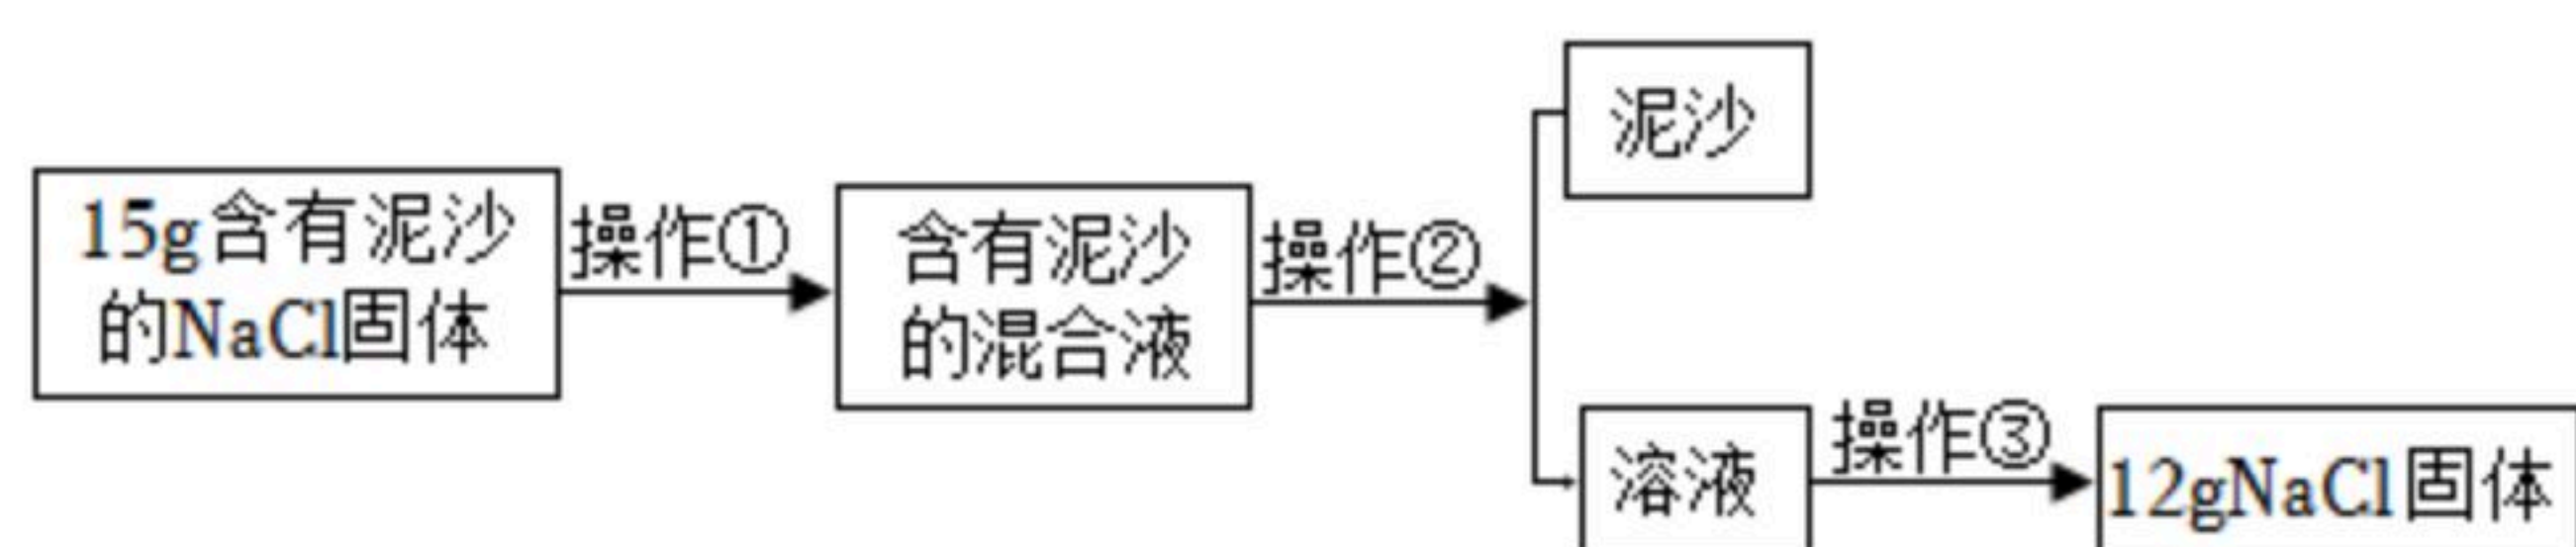 15g含有泥沙
的NaCl固体
操作①
含有泥沙
的混合液
操作②
泥沙
溶液
操作③
12gNaCl固体